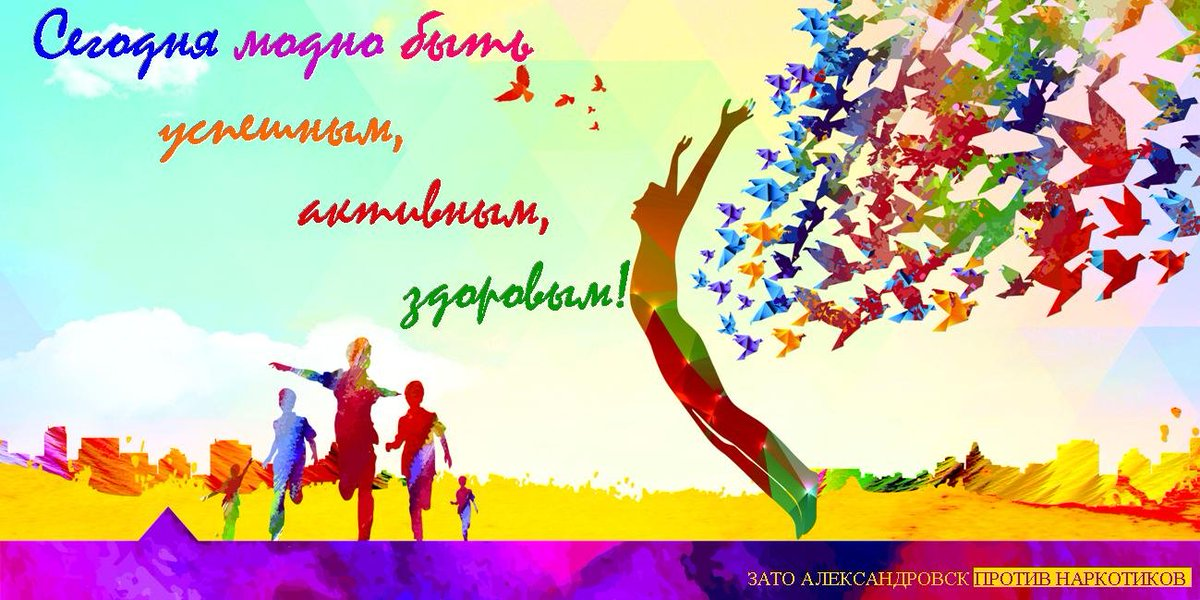 Сегодня модно быть
успешным,
активным,
здоровым!
ЗАТО АЛЕКСАНДРОВСК ПРОТИВ НАРКОТИКОВ